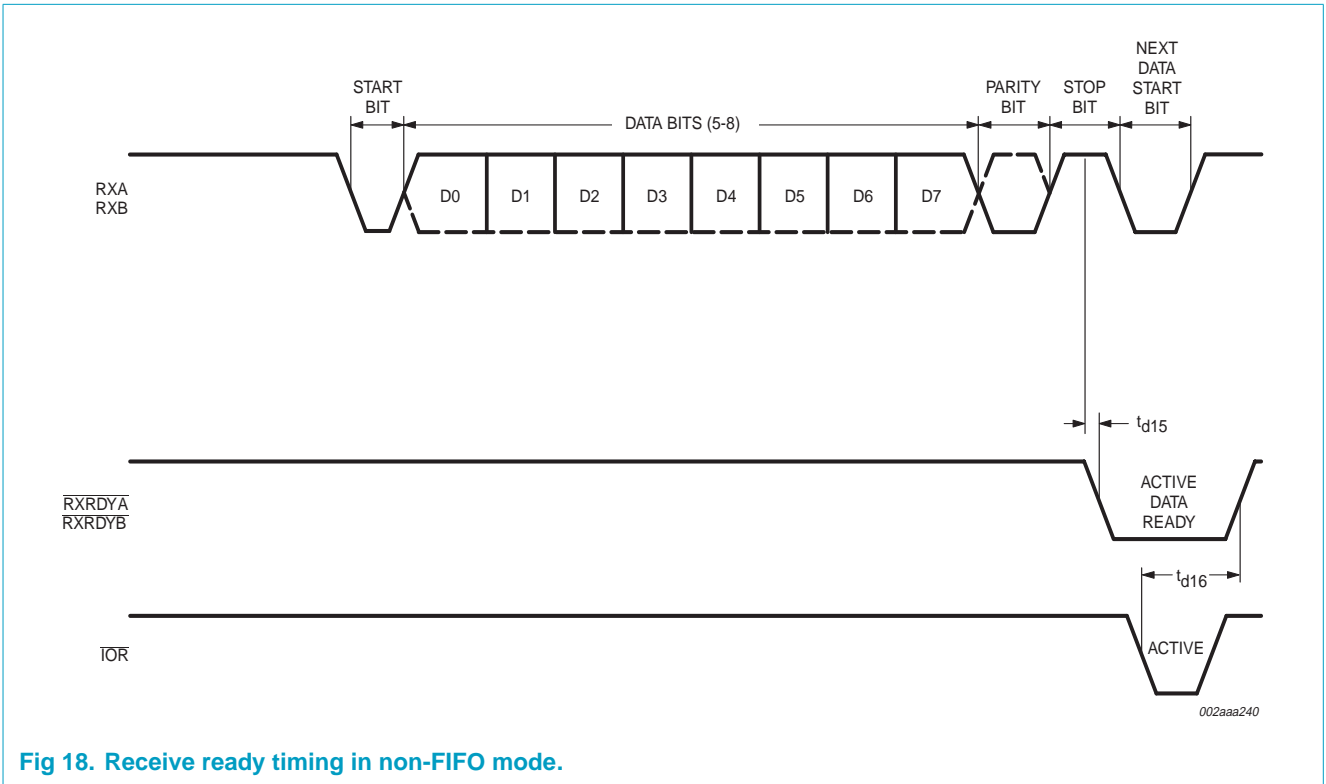 START
BIT
DATA BITS (5-8)
PARITY
BIT
STOP
BIT
NEXT
DATA
START
BIT
RXA
RXB
D0 D1 D2 D3 D4 D5 D6 D7
td15
RXRDYA
RXRDYB
ACTIVE
DATA
READY
td16
IOR
ACTIVE
002aaa240
Fig 18. Receive ready timing in non-FIFO mode.